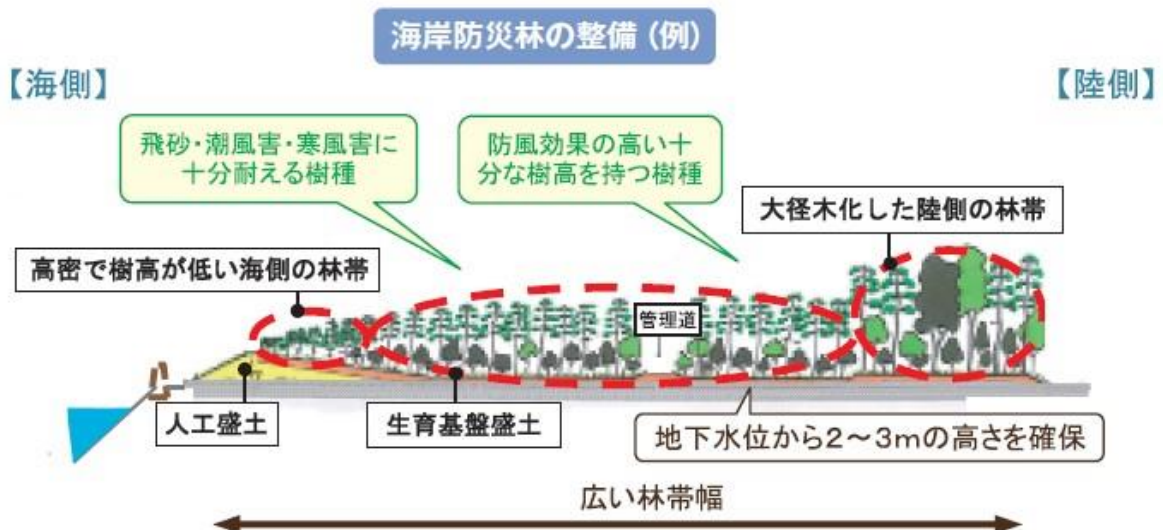 海岸防災林の整備（例）
【海側】
【陸側】
飛砂・潮風害・寒風害に
十分耐える樹種
防風効果の高い十
分な樹高を持つ樹種
大径木化した陸側の林帯
高密で樹高が低い海側の林帯
管理道
人工盛土
生育基盤盛土
地下水位から2～3mの高さを確保
広い林帯幅